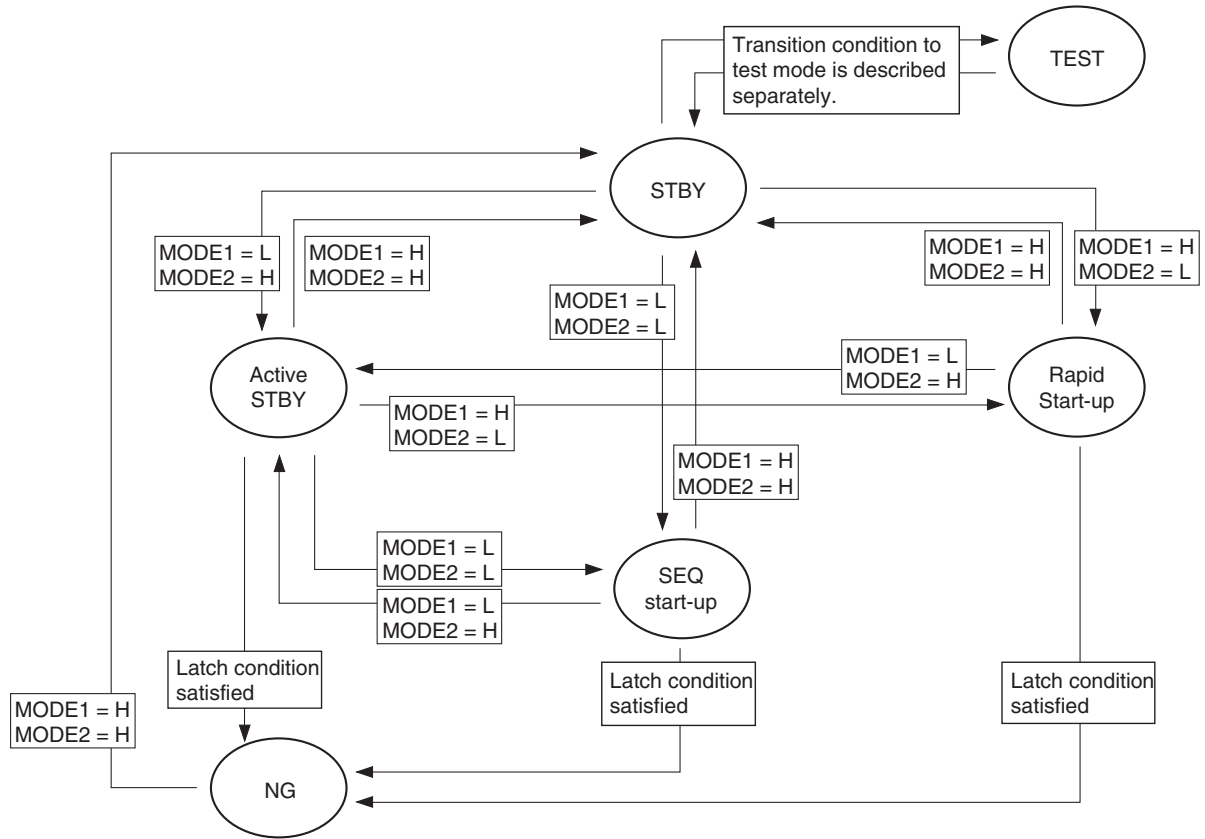 Transition condition to
test mode is described
separately.
TEST
STBY
MODE1 = L
MODE2 = H
MODE1 = H
MODE2 = H
MODE1 = H
MODE2 = H
MODE1 = H
MODE2 = L
MODE1 = L
MODE2 = L
Active
STBY
MODE1 = L
MODE2 = H
Rapid
Start-up
MODE1 = H
MODE2 = L
MODE1 = H
MODE2 = H
MODE1 = L
MODE2 = L
MODE1 = L
MODE2 = H
SEQ
start-up
Latch condition
satisfied
Latch condition
satisfied
Latch condition
satisfied
MODE1 = H
MODE2 = H
NG